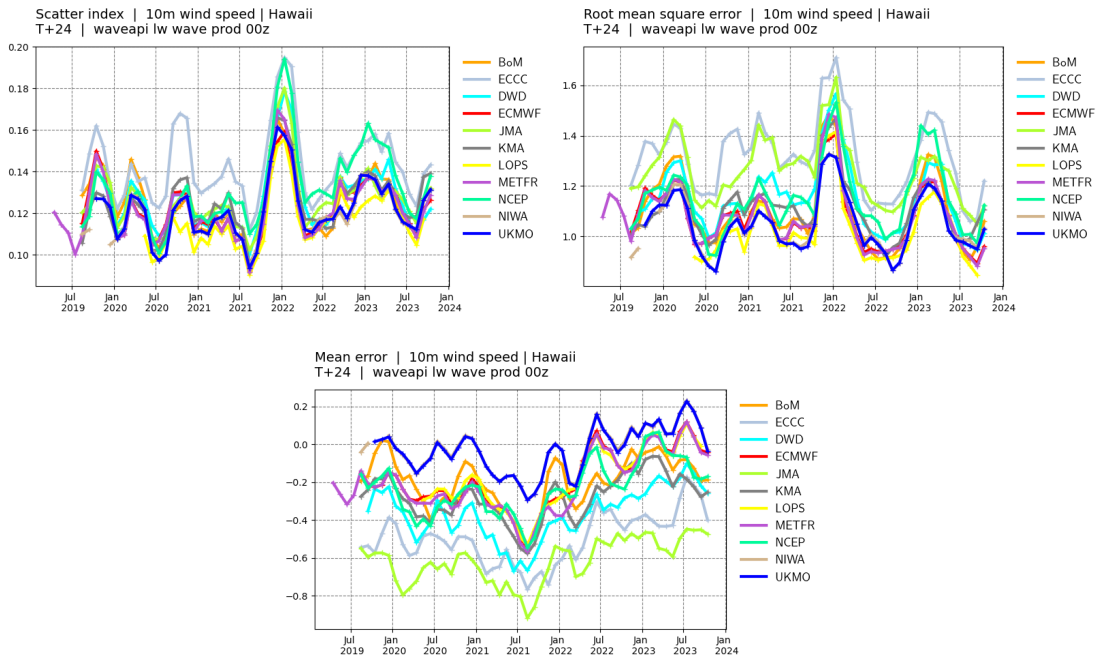 Scatter index | 10m wind speed | Hawaii
T+24 | waveapi lw wave prod 00z
0.20
0.18
0.16
0.14
0.12
0.10
Jul 2019
Jan 2020
Jul 2020
Jan 2021
Jul 2021
Jan 2022
Jul 2022
Jan 2023
Jul 2023
Jan 2024
BoM
ECCC
DWD
ECMWF
JMA
KMA
LOPS
METFR
NCEP
NIWA
UKMO
Root mean square error | 10m wind speed | Hawaii
T+24 | waveapi lw wave prod 00z
1.6
1.4
1.2
1.0
Jul 2019
Jan 2020
Jul 2020
Jan 2021
Jul 2021
Jan 2022
Jul 2022
Jan 2023
Jul 2023
Jan 2024
BoM
ECCC
DWD
ECMWF
JMA
KMA
LOPS
METFR
NCEP
NIWA
UKMO
Mean error | 10m wind speed | Hawaii
T+24 | waveapi lw wave prod 00z
0.2
0.0
−0.2
−0.4
−0.6
−0.8
Jul 2019
Jan 2020
Jul 2020
Jan 2021
Jul 2021
Jan 2022
Jul 2022
Jan 2023
Jul 2023
Jan 2024
BoM
ECCC
DWD
ECMWF
JMA
KMA
LOPS
METFR
NCEP
NIWA
UKMO